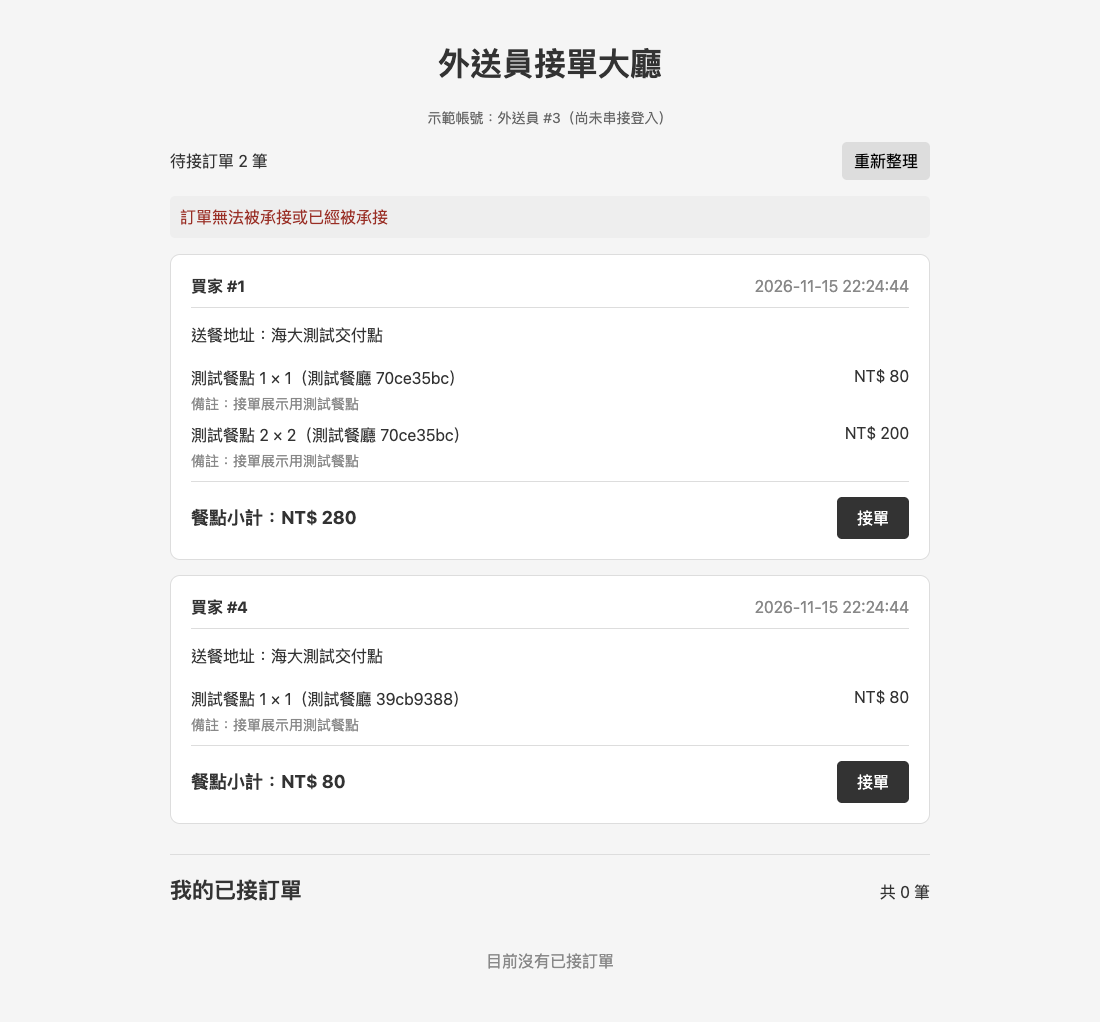 外送員接單大廳
示範帳號：外送員 #3（尚未串接登入）
待接訂單 2 筆
重新整理
訂單無法被承接或已經被承接
買家 #1
2026-11-15 22:24:44
送餐地址：海大測試交付點
測試餐點 1 × 1（測試餐廳 70ce35bc）
NT$ 80
備註：接單展示用測試餐點
測試餐點 2 × 2（測試餐廳 70ce35bc）
NT$ 200
備註：接單展示用測試餐點
餐點小計：NT$ 280
接單
買家 #4
2026-11-15 22:24:44
送餐地址：海大測試交付點
測試餐點 1 × 1（測試餐廳 39cb9388）
NT$ 80
備註：接單展示用測試餐點
餐點小計：NT$ 80
接單
我的已接訂單
共 0 筆
目前沒有已接訂單